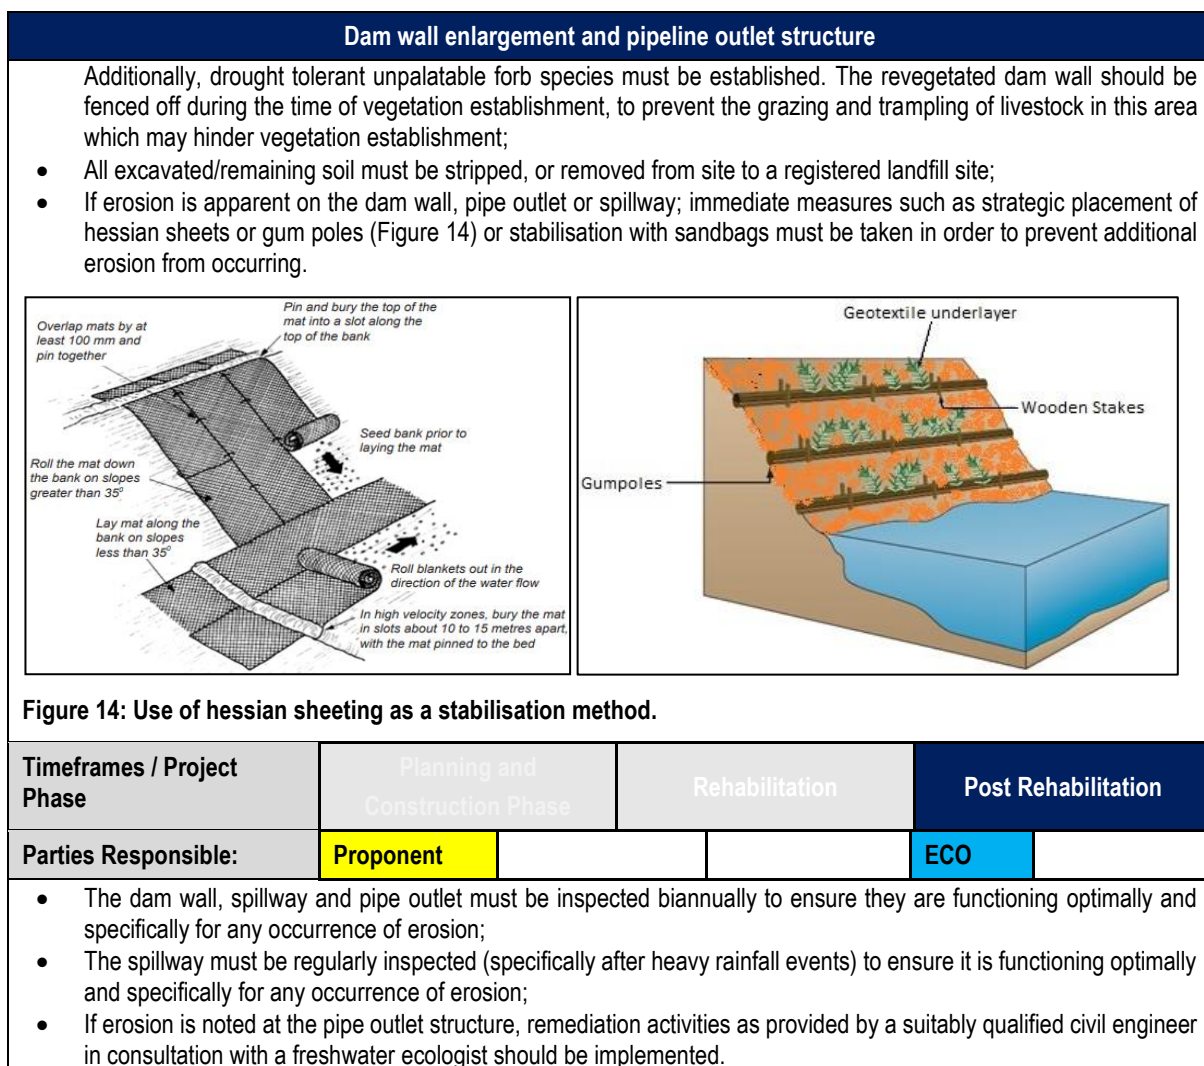 Dam wall enlargement and pipeline outlet structure
Additionally, drought tolerant unpalatable forb species must be established. The revegetated dam wall should be
fenced off during the time of vegetation establishment, to prevent the grazing and trampling of livestock in this area
which may hinder vegetation establishment;
• All excavated/remaining soil must be stripped, or removed from site to a registered landfill site;
• If erosion is apparent on the dam wall, pipe outlet or spillway; immediate measures such as strategic placement of
hessian sheets or gum poles (Figure 14) or stabilisation with sandbags must be taken in order to prevent additional
erosion from occurring.
Overlap mats by at
least 100 mm and
pin together
Pin and bury the top of the
mat into a slot along the
top of the bank
Seed bank prior to
laying the mat
Roll the mat down
the bank on slopes
greater than 35°
Lay mat along the
bank on slopes
less than 35°
Roll blankets out in the
direction of the water flow
In high velocity zones, bury the mat
in slots about 10 to 15 metres apart,
with the mat pinned to the bed
Geotextile underlayer
Wooden Stakes
Gumpoles
Figure 14: Use of hessian sheeting as a stabilisation method.
Timeframes / Project
Phase
Planning and
Construction Phase
Rehabilitation
Post Rehabilitation
Parties Responsible:
Proponent
ECO
• The dam wall, spillway and pipe outlet must be inspected biannually to ensure they are functioning optimally and
specifically for any occurrence of erosion;
• The spillway must be regularly inspected (specifically after heavy rainfall events) to ensure it is functioning optimally
and specifically for any occurrence of erosion;
• If erosion is noted at the pipe outlet structure, remediation activities as provided by a suitably qualified civil engineer
in consultation with a freshwater ecologist should be implemented.